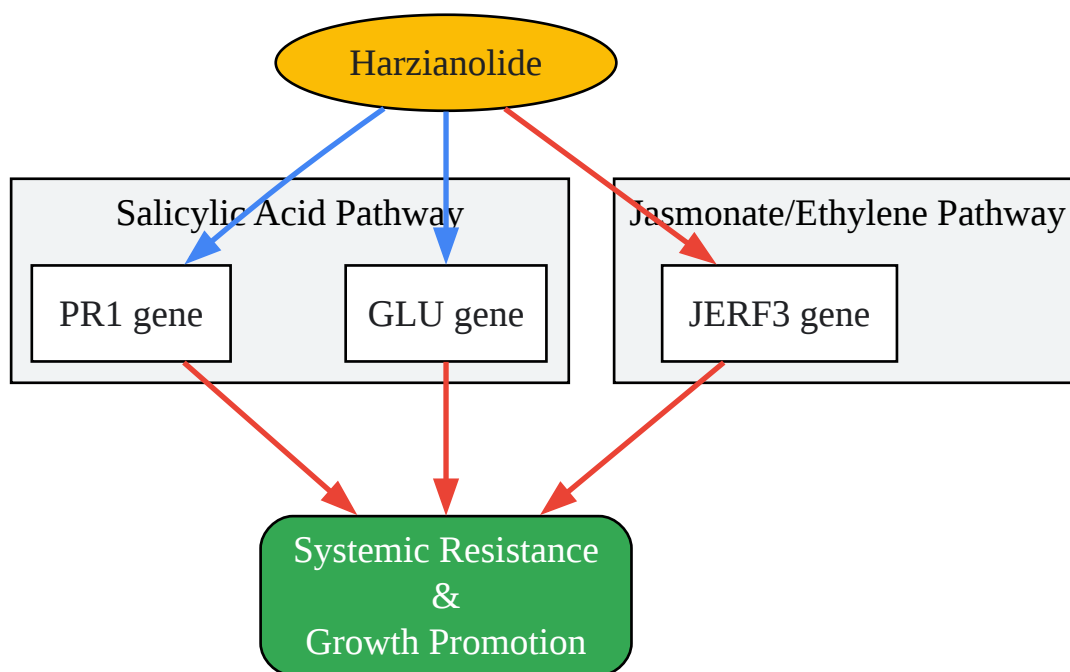 Harzianolide
Salicylic Acid Pathway
Jasmonate/Ethylene Pathway
PR1 gene
GLU gene
JERF3 gene
Systemic Resistance
&
Growth Promotion